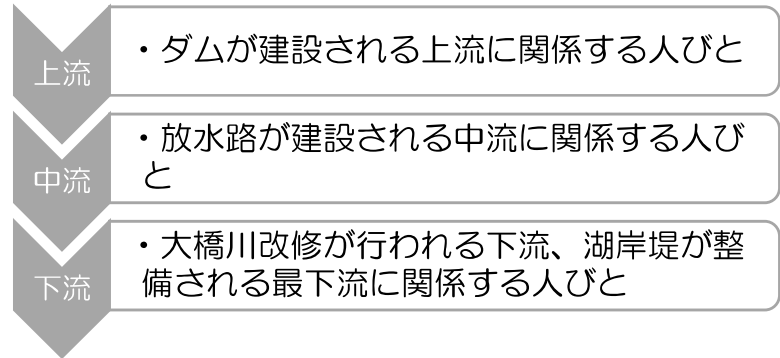 上流
・ダムが建設される上流に関係する人びと
中流
・放水路が建設される中流に関係する人び
と
下流
・大橋川改修が行われる下流、湖岸堤が整
備される最下流に関係する人びと